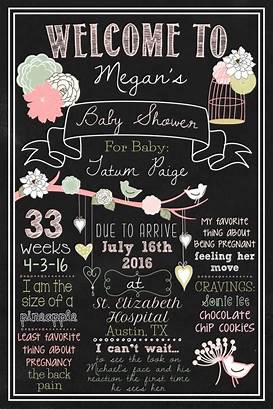 WELCOME TO
Megan's
Baby Shower
For Baby:
Tatum Paige
33
weeks
4-3-16
I am the
size of a
pineapple
Least favorite
thing about
pregnancy
the back
pain
DUE TO ARRIVE
July 16th
2016
at
St. Elizabeth
Hospital
Austin, TX
I can't wait...
to see the look on
Michael's face and his
reaction the first time
he sees her
my favorite
thing about
being pregnant
feeling her
move
CRAVINGS:
Sonic Ice
chocolate
chip cookies